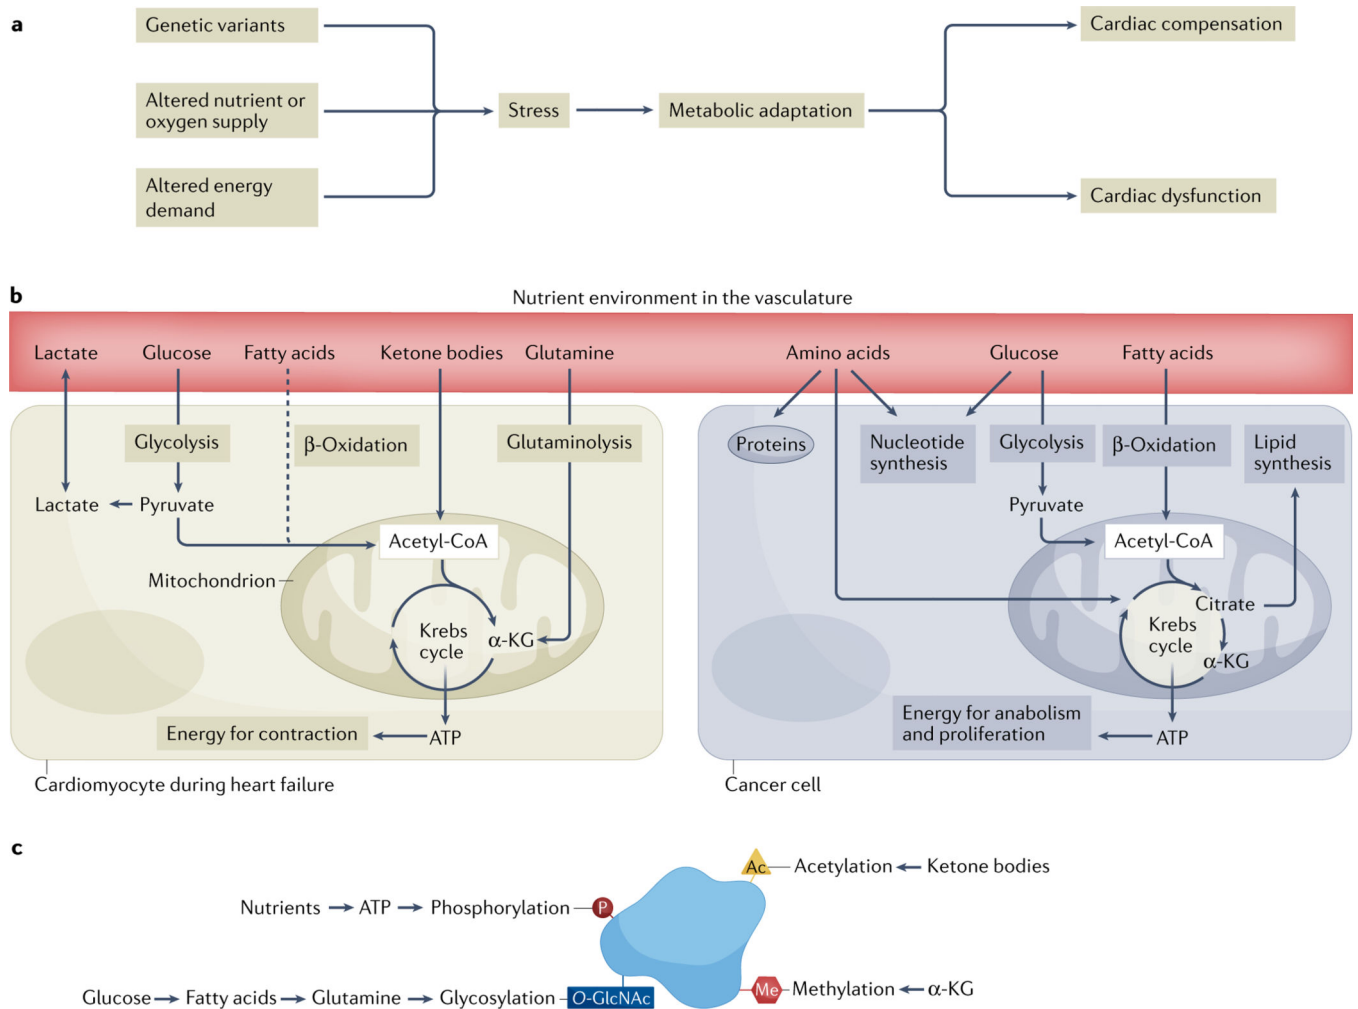 a
Genetic variants
Altered nutrient or
oxygen supply
Altered energy
demand
Stress
Metabolic adaptation
Cardiac compensation
Cardiac dysfunction
b
Nutrient environment in the vasculature
Lactate
Glucose
Fatty acids
Ketone bodies
Glutamine
Glycolysis
β-Oxidation
Glutaminolysis
Lactate
Pyruvate
Acetyl-CoA
Mitochondrion
Krebs
cycle
α-KG
Energy for contraction
ATP
Cardiomyocyte during heart failure
Amino acids
Glucose
Fatty acids
Proteins
Nucleotide
synthesis
Glycolysis
β-Oxidation
Lipid
synthesis
Pyruvate
Acetyl-CoA
Citrate
Krebs
cycle
α-KG
Energy for anabolism
and proliferation
ATP
Cancer cell
c
Nutrients
ATP
Phosphorylation
P
Ac
Acetylation
Ketone bodies
Glucose
Fatty acids
Glutamine
Glycosylation
O-GlcNAc
Me
Methylation
α-KG